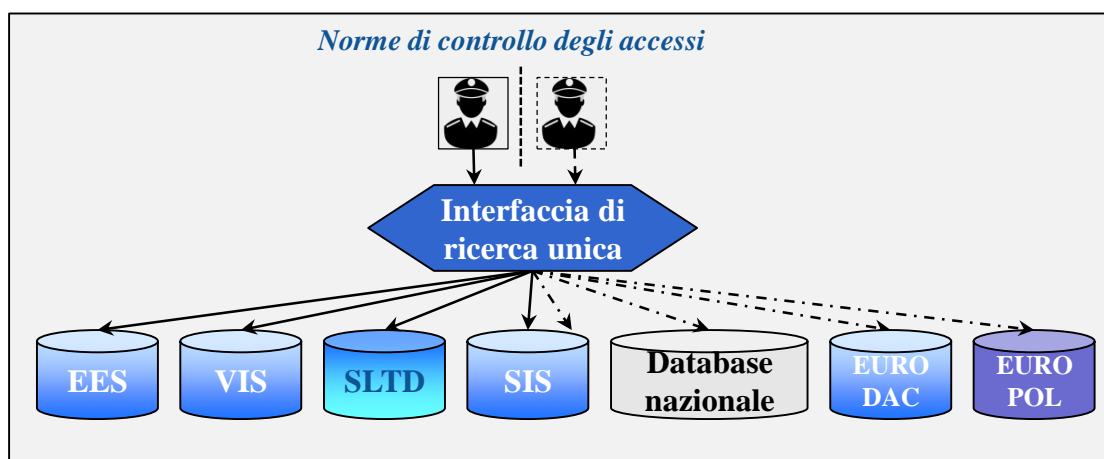 Norme di controllo degli accessi
Interfaccia di
ricerca unica
EES
VIS
SLTD
SIS
Database
nazionale
EURO
DAC
EURO
POL